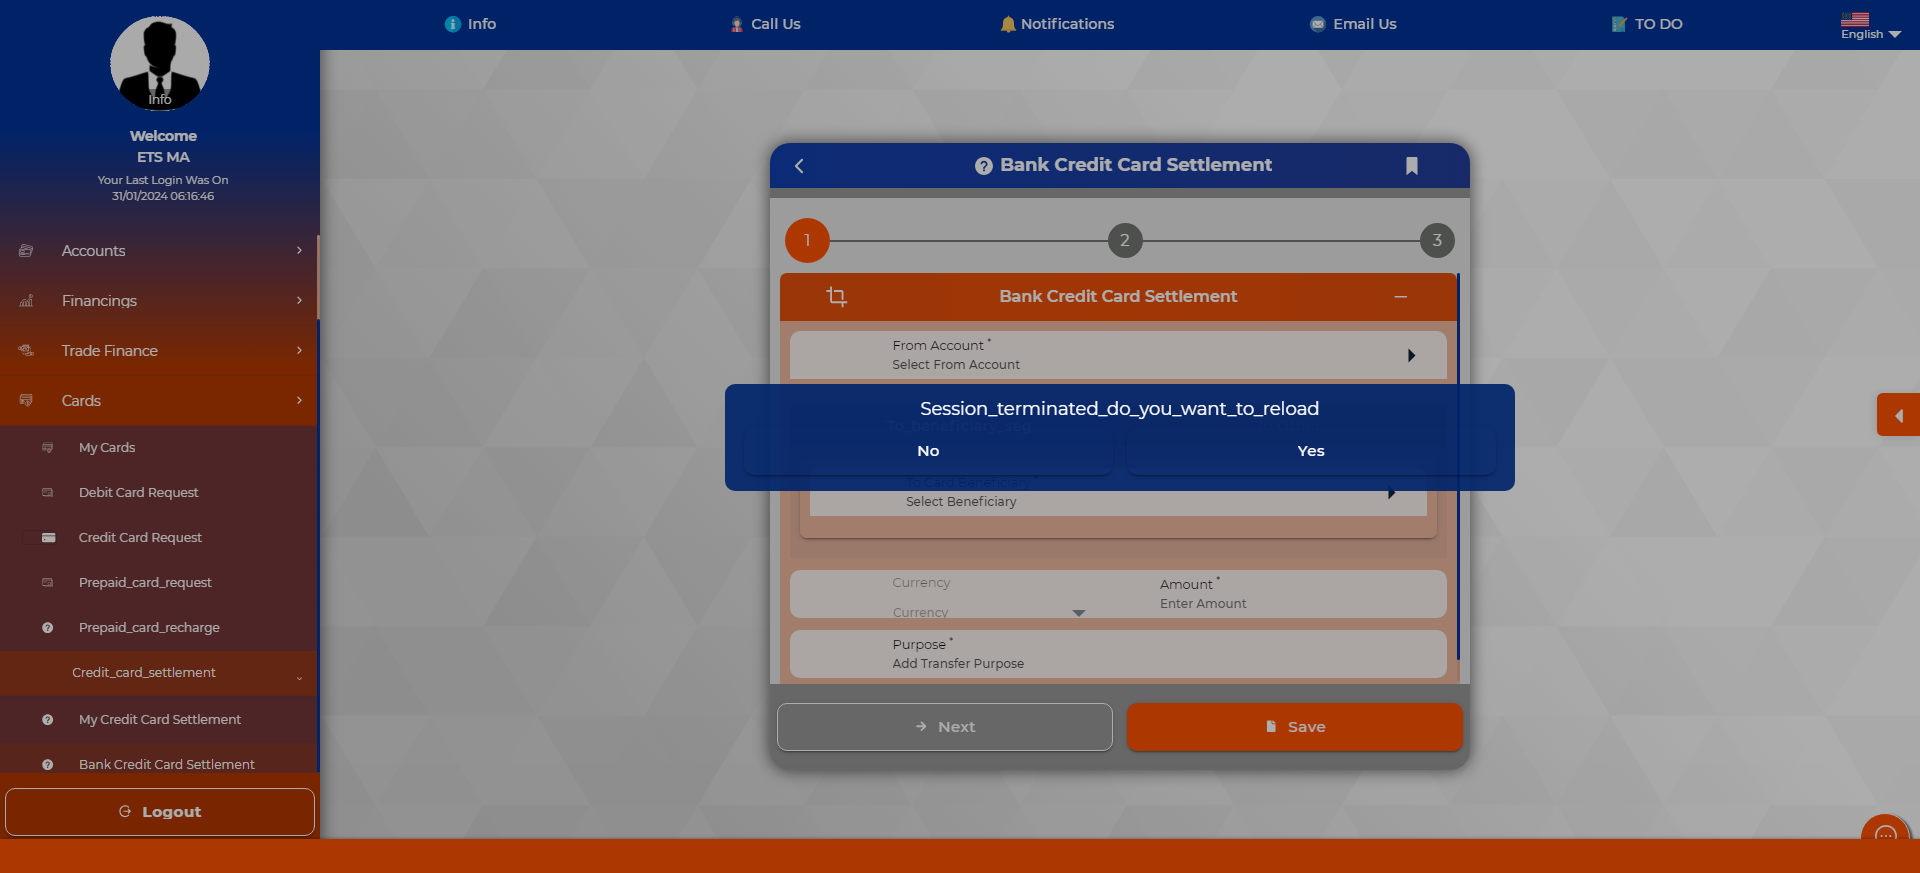 Info
Call Us
Notifications
Email Us
TO DO
English
Info
Welcome
ETS MA
Your Last Login Was On
31/01/2024 06:16:46
Accounts
Financings
Trade Finance
Cards
My Cards
Debit Card Request
Credit Card Request
Prepaid_card_request
Prepaid_card_recharge
Credit_card_settlement
My Credit Card Settlement
Bank Credit Card Settlement
Logout
Bank Credit Card Settlement
1
2
3
Bank Credit Card Settlement
From Account *
Select From Account
Session_terminated_do_you_want_to_reload
To_beneficiary_seg
No
Yes
To Card Beneficiary *
Select Beneficiary
Currency
Currency
Amount *
Enter Amount
Purpose *
Add Transfer Purpose
Next
Save